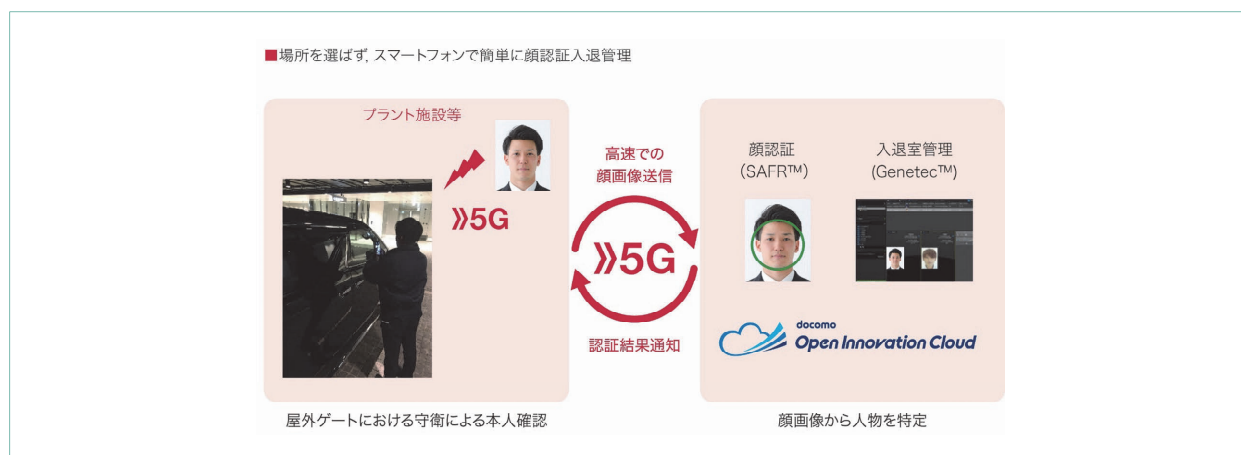 ■場所を選ばず,スマートフォンで簡単に顔認証入退管理
プラント施設等
5G
屋外ゲートにおける守衛による本人確認
高速での
顔画像送信
5G
認証結果通知
顔認証
(SAFR™)
入退室管理
(Genetec™)
docomo
Open Innovation Cloud
顔画像から人物を特定